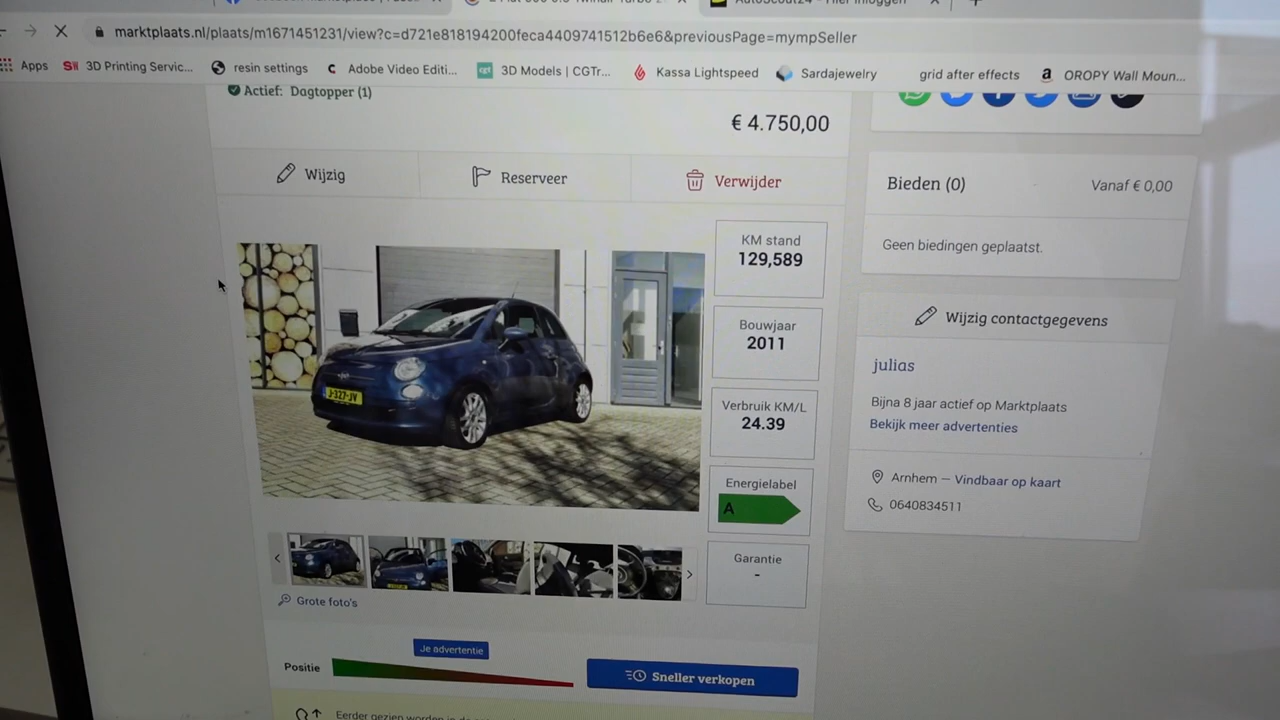 marktplaats.nl/plaats/m1671451231/view?c=d721e818194200feca4409741512b6e6&previousPage=mympSeller
Apps
3D Printing Servic...
resin settings
Adobe Video Editi...
3D Models | CGTr...
Kassa Lightspeed
Sardajewelry
grid after effects
OROPY Wall Moun...
Actief: Dagtopper (1)
€ 4.750,00
Wijzig
Reserveer
Verwijder
KM stand
129,589
Bouwjaar
2011
Verbruik KM/L
24.39
Energielabel
A
Garantie
-
J-327-JV
Grote foto's
Je advertentie
Positie
Sneller verkopen
Bieden (0)
Vanaf € 0,00
Geen biedingen geplaatst.
Wijzig contactgegevens
julias
Bijna 8 jaar actief op Marktplaats
Bekijk meer advertenties
Arnhem — Vindbaar op kaart
0640834511